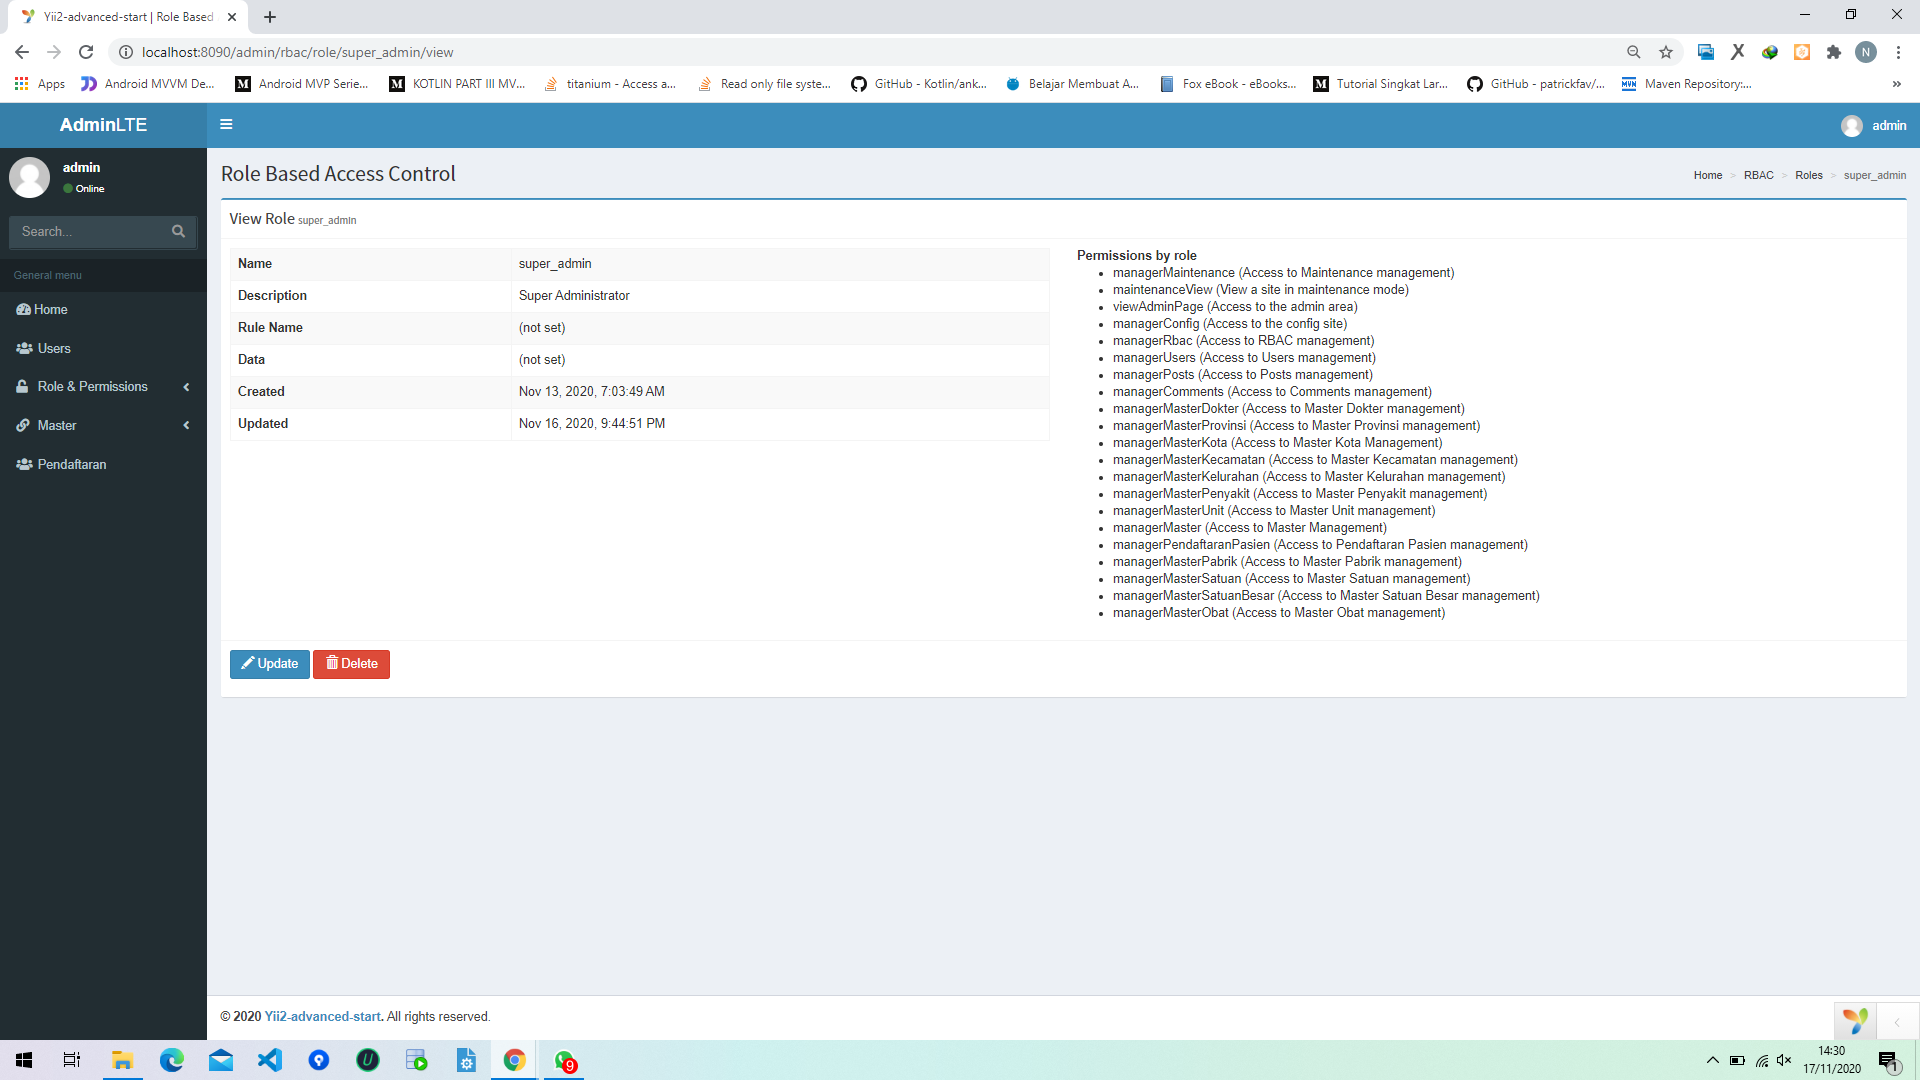 Yii2-advanced-start | Role Based
localhost:8090/admin/rbac/role/super_admin/view
N
Apps
Android MVVM De...
Android MVP Serie...
KOTLIN PART III MV...
titanium - Access a...
Read only file syste...
GitHub - Kotlin/ank...
Belajar Membuat A...
Fox eBook - eBooks...
Tutorial Singkat Lar...
GitHub - patrickfav/...
Maven Repository:...
AdminLTE
admin
admin
Online
Search...
General menu
Home
Users
Role & Permissions
Master
Pendaftaran
Role Based Access Control
Home > RBAC > Roles > super_admin
View Role super_admin
Name super_admin
Description Super Administrator
Rule Name (not set)
Data (not set)
Created Nov 13, 2020, 7:03:49 AM
Updated Nov 16, 2020, 9:44:51 PM
Permissions by role
managerMaintenance (Access to Maintenance management)
maintenanceView (View a site in maintenance mode)
viewAdminPage (Access to the admin area)
managerConfig (Access to the config site)
managerRbac (Access to RBAC management)
managerUsers (Access to Users management)
managerPosts (Access to Posts management)
managerComments (Access to Comments management)
managerMasterDokter (Access to Master Dokter management)
managerMasterProvinsi (Access to Master Provinsi management)
managerMasterKota (Access to Master Kota Management)
managerMasterKecamatan (Access to Master Kecamatan management)
managerMasterKelurahan (Access to Master Kelurahan management)
managerMasterPenyakit (Access to Master Penyakit management)
managerMasterUnit (Access to Master Unit management)
managerMaster (Access to Master Management)
managerPendaftaranPasien (Access to Pendaftaran Pasien management)
managerMasterPabrik (Access to Master Pabrik management)
managerMasterSatuan (Access to Master Satuan management)
managerMasterSatuanBesar (Access to Master Satuan Besar management)
managerMasterObat (Access to Master Obat management)
Update
Delete
© 2020 Yii2-advanced-start. All rights reserved.
9
14:30
17/11/2020
1